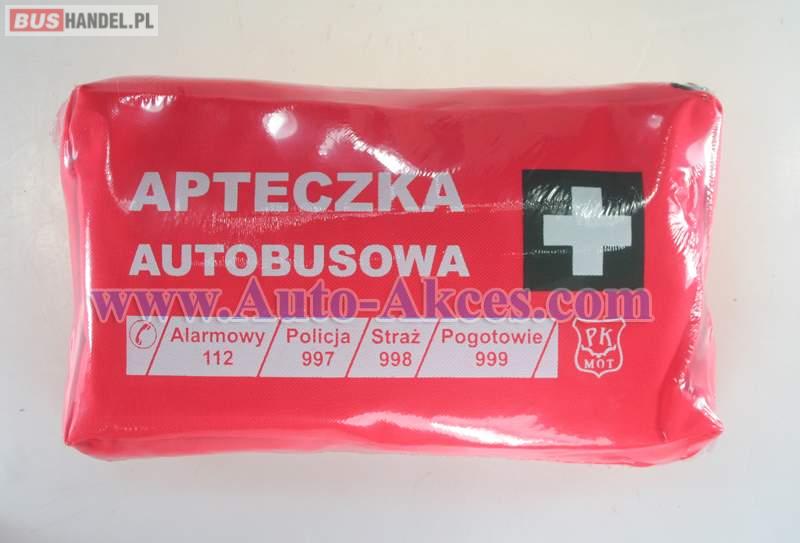 BUSHANDEL.PL
APTECZKA
AUTOBUSOWA
www.Auto-Akces.com
Alarmowy 112 Policja 997 Straż 998 Pogotowie 999
PK
MOT